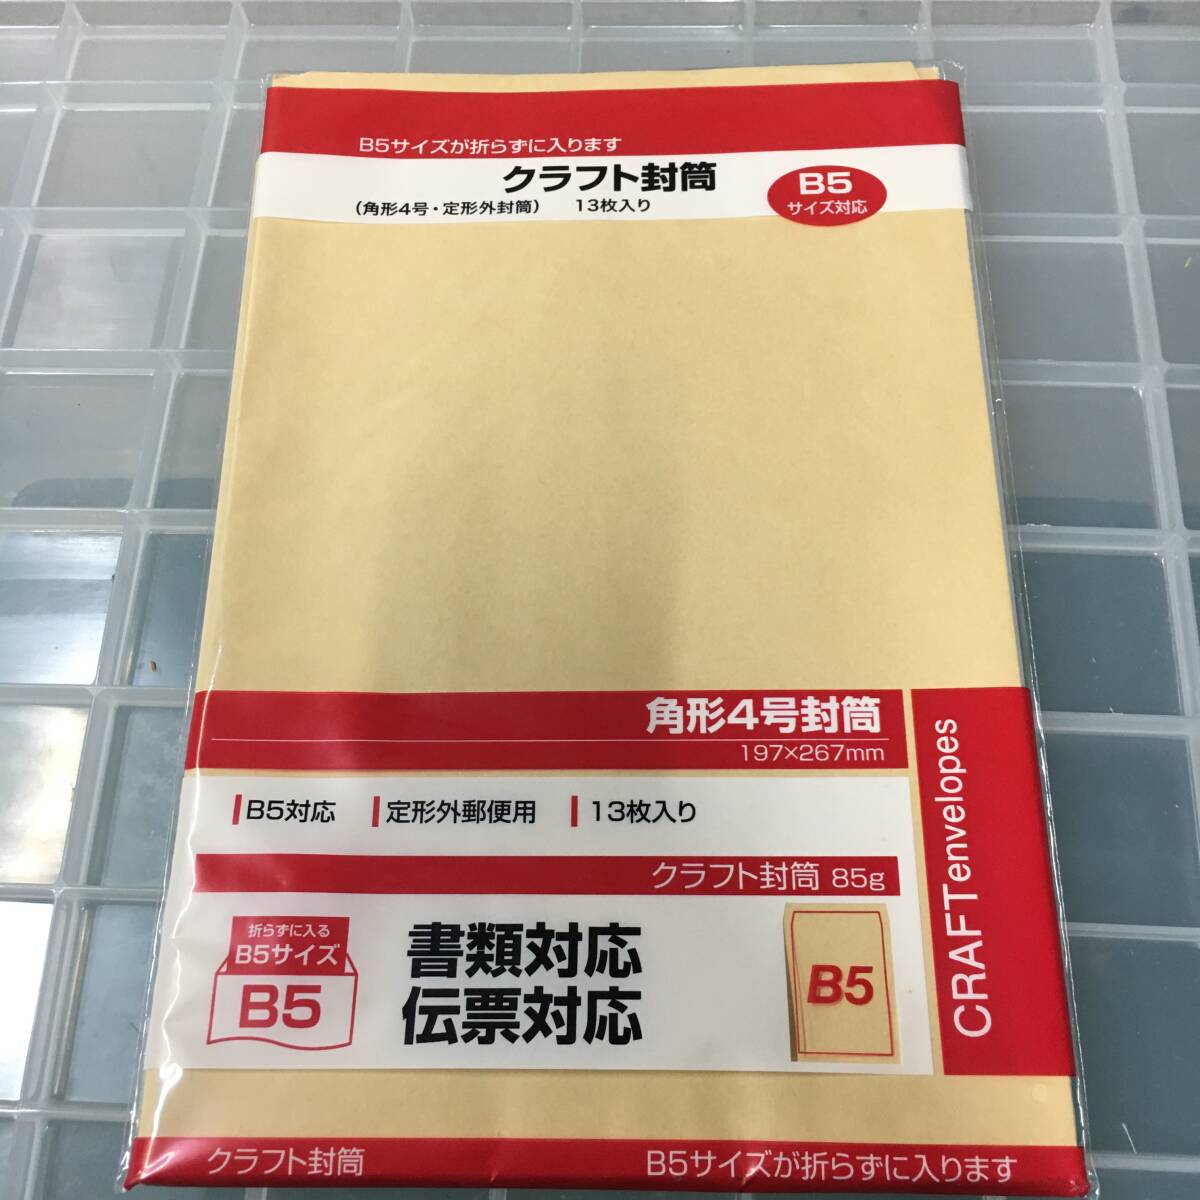 B5サイズが折らずに入ります
クラフト封筒
(角形4号・定形外封筒) 13枚入り
B5
サイズ対応
角形4号封筒
197×267mm
B5対応 定形外郵便用 13枚入り
クラフト封筒 85g
折らずに入る
B5サイズ
B5
書類対応
伝票対応
B5
CRAFTenvelopes
クラフト封筒 B5サイズが折らずに入ります